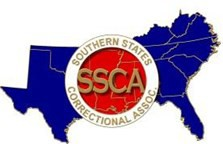 SOUTHERN STATES
SSCA
CORRECTIONAL ASSOC.